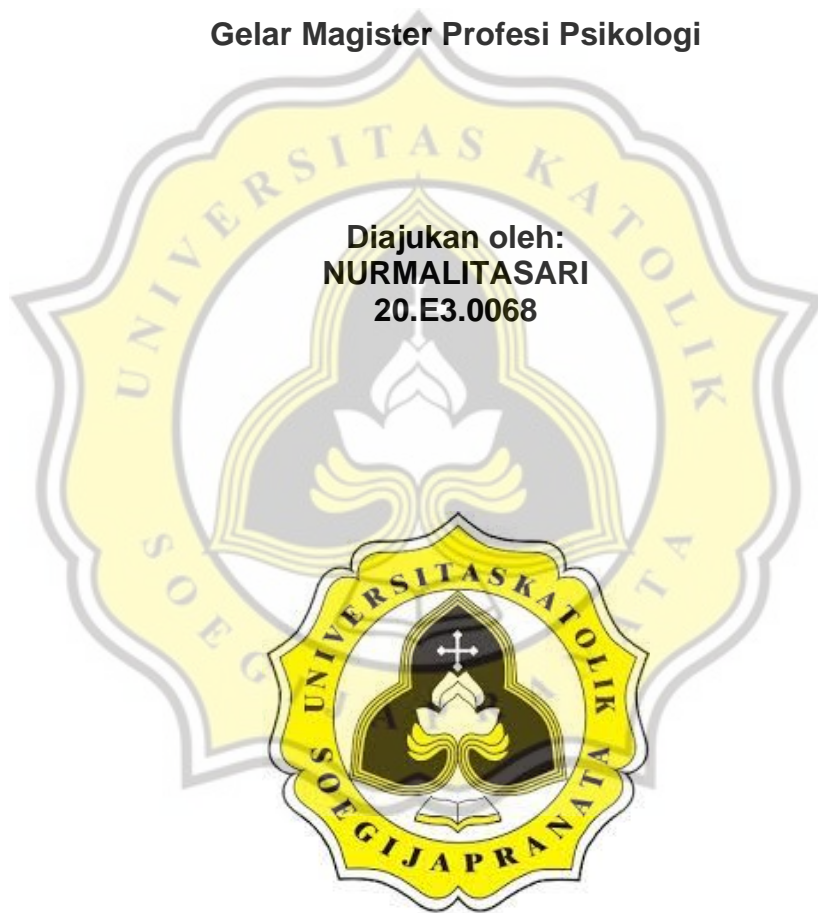 Gelar Magister Profesi Psikologi
UNIVERSITAS KATOLIK
Diajukan oleh:
NURMALITASARI
20.E3.0068
SOEGIJAPRANATA
UNIVERSITAS KATOLIK
SOEGIJAPRANATA